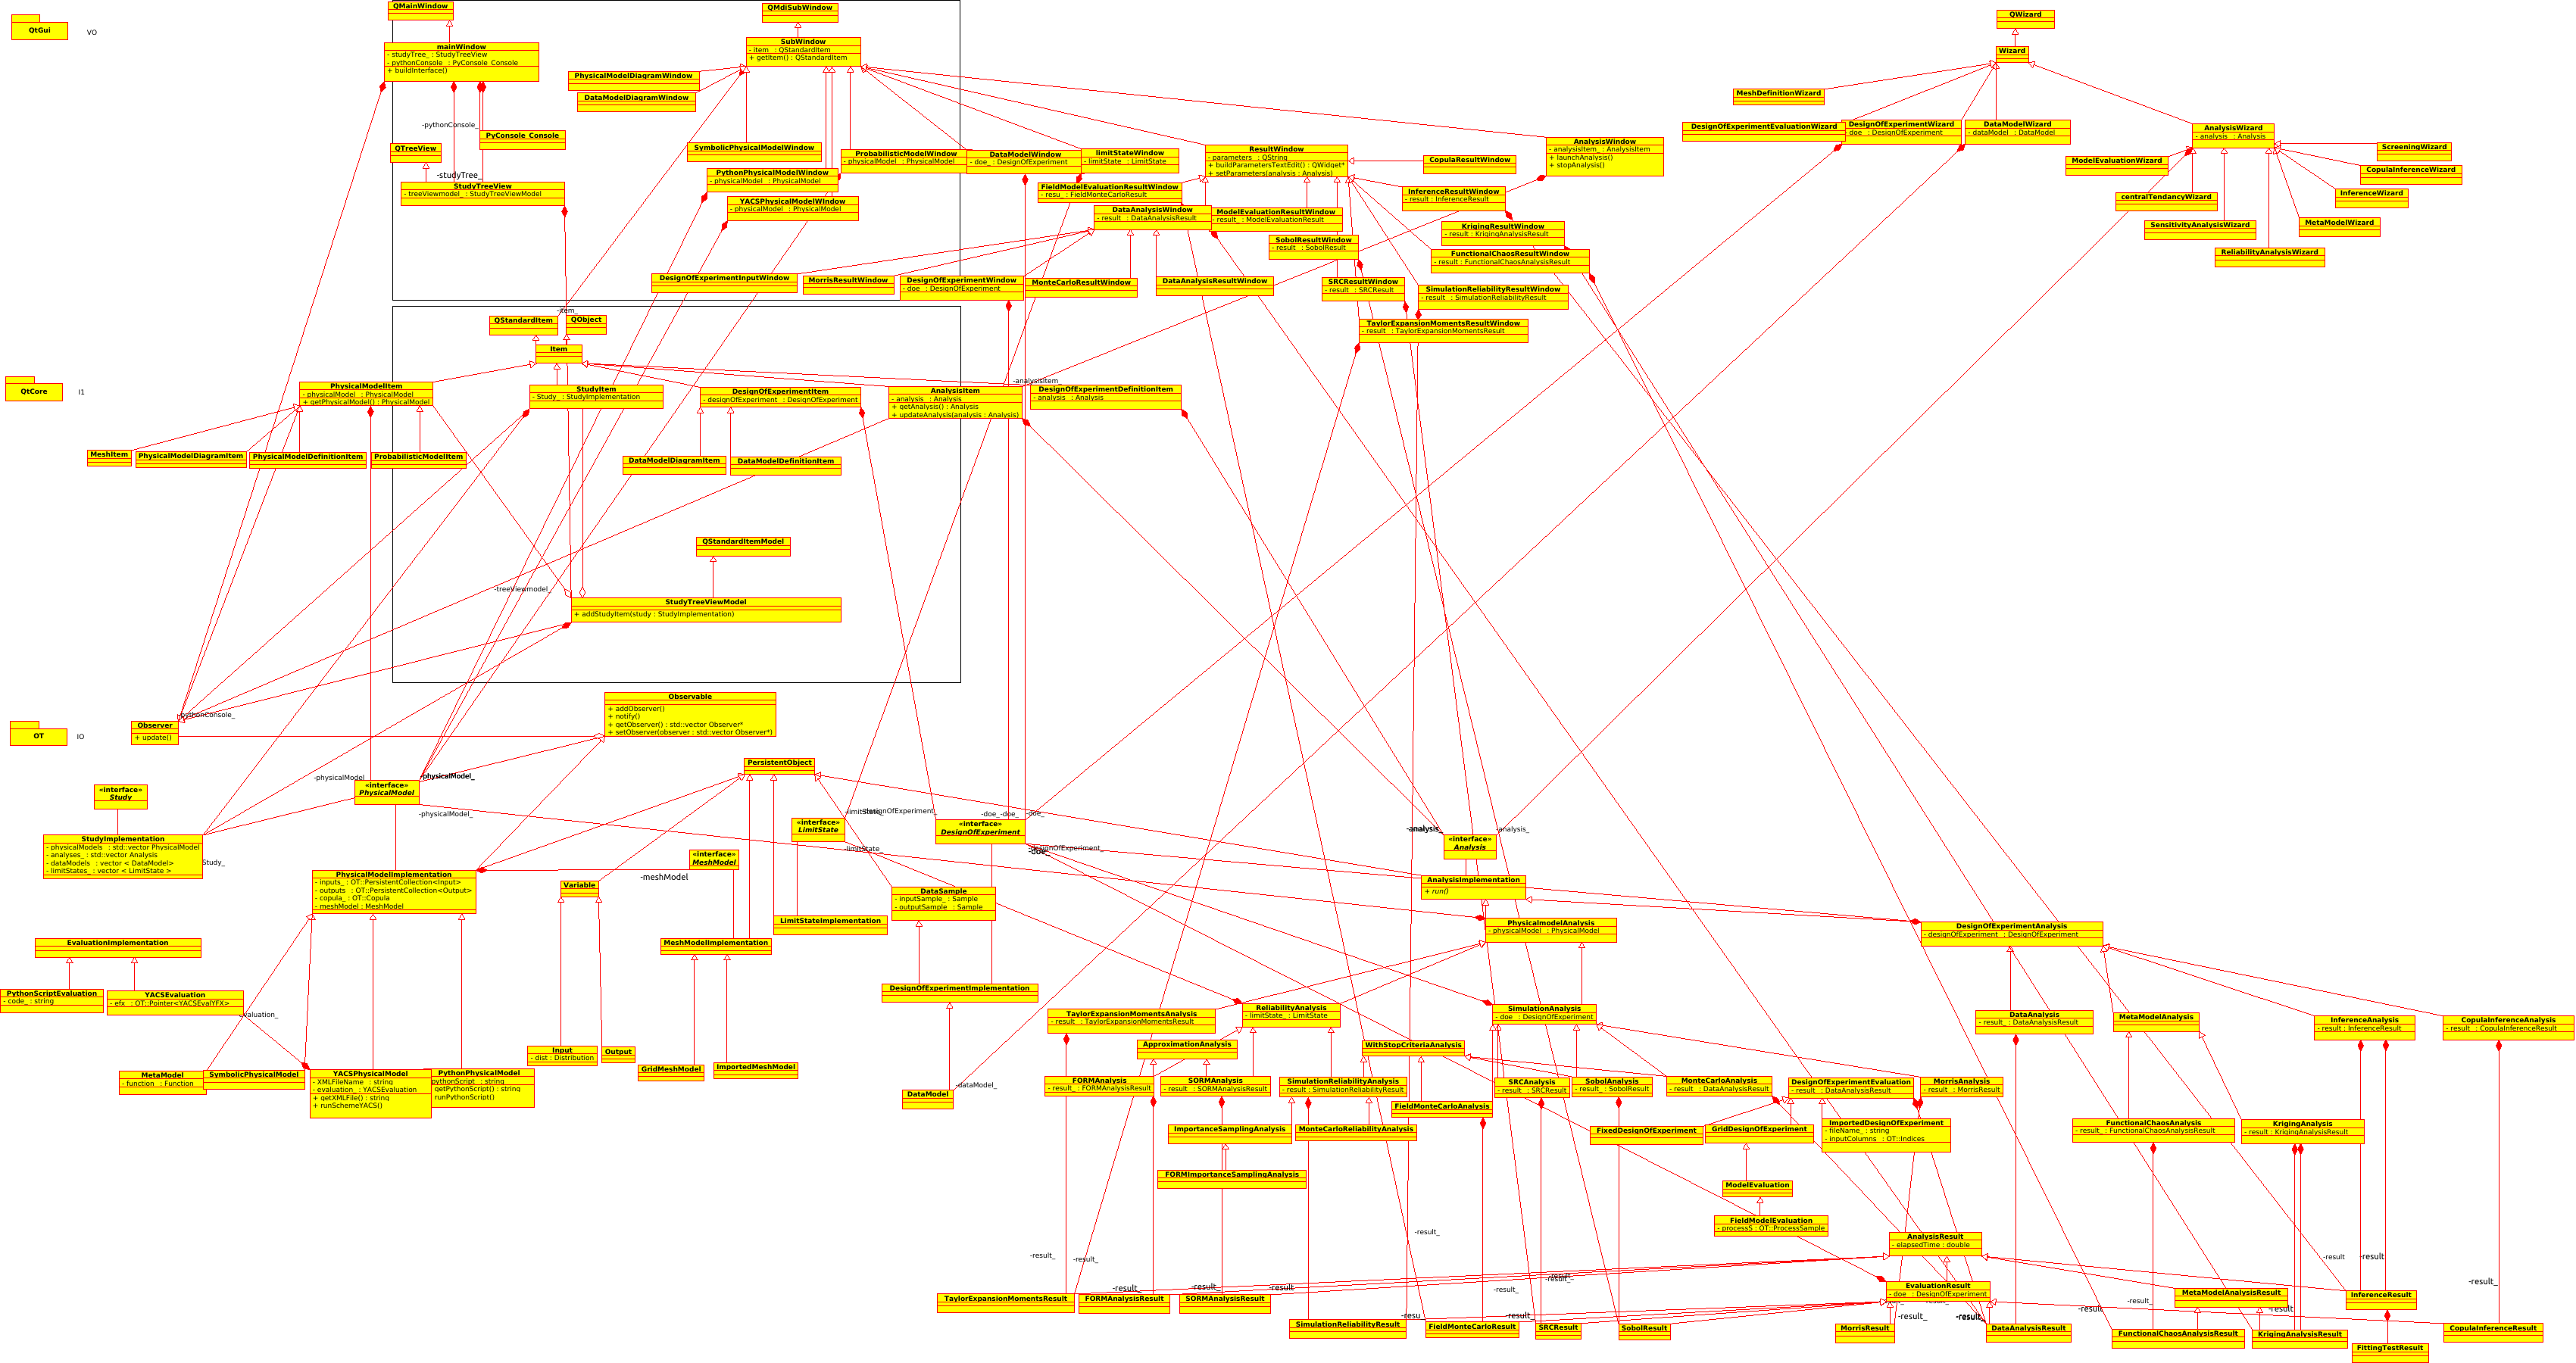 QtGui
VO
QMainWindow
mainWindow
- studyTree_ : StudyTreeView
- pythonConsole_ : PyConsole_Console
+ buildInterface()
-pythonConsole_
PyConsole_Console
QTreeView
-studyTree_
StudyTreeView
- treeViewmodel_ : StudyTreeViewModel
QMdiSubWindow
SubWindow
- item_ : QStandardItem
+ getItem() : QStandardItem
PhysicalModelDiagramWindow
DataModelDiagramWindow
SymbolicPhysicalModelWindow
PythonPhysicalModelWindow
- physicalModel_ : PhysicalModel
YACSPhysicalModelWIndow
- physicalModel_ : PhysicalModel
ProbabilisticModelWindow
- physicalModel_ : PhysicalModel
DataModelWindow
- doe_ : DesignOfExperiment
limitStateWindow
- limitState_ : LimitState
FieldModelEvaluationResultWindow
- resu_ : FieldMonteCarloResult
DataAnalysisWindow
- result_ : DataAnalysisResult
ResultWindow
- parameters_ : QString
+ buildParametersTextEdit() : QWidget*
+ setParameters(analysis : Analysis)
CopulaResultWindow
AnalysisWindow
- analysisItem_ : AnalysisItem
+ launchAnalysis()
+ stopAnalysis()
InferenceResultWindow
- result : InferenceResult
ModelEvaluationResultWindow
- result_ : ModelEvaluationResult
KrigingResultWindow
- result : KrigingAnalysisResult
SobolResultWindow
- result_ : SobolResult
FunctionalChaosResultWindow
- result : FunctionalChaosAnalysisResult
DesignOfExperimentInputWindow
MorrisResultWindow
DesignOfExperimentWindow
- doe_ : DesignOfExperiment
MonteCarloResultWindow
DataAnalysisResultWindow
SRCResultWindow
- result_ : SRCResult
SimulationReliabilityResultWindow
- result_ : SimulationReliabilityResult
TaylorExpansionMomentsResultWindow
- result_ : TaylorExpansionMomentsResult
QWizard
Wizard
MeshDefinitionWizard
DesignOfExperimentEvaluationWizard
DesignOfExperimentWizard
doe_ : DesignOfExperiment
DataModelWizard
- dataModel_ : DataModel
AnalysisWizard
- analysis_ : Analysis
ModelEvaluationWizard
centralTendancyWizard
SensitivityAnalysisWizard
ReliabilityAnalysisWizard
MetaModelWizard
InferenceWizard
CopulaInferenceWizard
ScreeningWizard
QtCore
I1
-item_
QStandardItem
QObject
Item
PhysicalModelItem
- physicalModel_ : PhysicalModel
+ getPhysicalModel() : PhysicalModel
StudyItem
- Study_ : StudyImplementation
DesignOfExperimentItem
- designOfExperiment_ : DesignOfExperiment
AnalysisItem
- analysis_ : Analysis
+ getAnalysis() : Analysis
+ updateAnalysis(analysis : Analysis)
-analysisItem_
DesignOfExperimentDefinitionItem
- analysis_ : Analysis
MeshItem
PhysicalModelDiagramItem
PhysicalModelDefinitionItem
ProbabilisticModelItem
DataModelDiagramItem
DataModelDefinitionItem
QStandardItemModel
-treeViewmodel_
StudyTreeViewModel
+ addStudyItem(study : StudyImplementation)
OT
IO
Observer
+ update()
-pythonConsole_
Observable
+ addObserver()
+ notify()
+ getObserver() : std::vector Observer*
+ setObserver(observer : std::vector Observer*)
«interface»
Study
-physicalModel_
«interface»
PhysicalModel
-physicalModel_
-physicalModel_
StudyImplementation
- physicalModels_ : std::vector PhysicalModel
- analyses_ : std::vector Analysis
- dataModels_ : vector < DataModel>
- limitStates_ : vector < LimitState >
Study_
PersistentObject
«interface»
LimitState
-limitState_
-limitState_
«interface»
DesignOfExperiment
-doe_
-doe_
-doe_
-doe_
-designOfExperiment_
«interface»
MeshModel
-meshModel
PhysicalModelImplementation
- inputs_ : OT::PersistentCollection<Input>
- outputs_ : OT::PersistentCollection<Output>
- copula_ : OT::Copula
- meshModel : MeshModel
Variable
DataSample
- inputSample_ : Sample
- outputSample_ : Sample
LimitStateImplementation
MeshModelImplementation
DesignOfExperimentImplementation
EvaluationImplementation
PythonScriptEvaluation
- code_ : string
YACSEvaluation
- efx_ : OT::Pointer<YACSEvalYFX>
MetaModel
- function_ : Function
SymbolicPhysicalModel
YACSPhysicalModel
- XMLFileName_ : string
- evaluation_ : YACSEvaluation
+ getXMLFile() : string
+ runSchemeYACS()
PythonPhysicalModel
pythonScript_ : string
getPythonScript() : string
runPythonScript()
Input
- dist : Distribution
Output
GridMeshModel
ImportedMeshModel
DataModel
-dataModel_
-analysis_
-analysis_
«interface»
Analysis
AnalysisImplementation
+ run()
PhysicalmodelAnalysis
- physicalModel_ : PhysicalModel
DesignOfExperimentAnalysis
- designOfExperiment_ : DesignOfExperiment
TaylorExpansionMomentsAnalysis
- result_ : TaylorExpansionMomentsResult
ReliabilityAnalysis
- limitState_ : LimitState
SimulationAnalysis
- doe_ : DesignOfExperiment
DataAnalysis
- result_ : DataAnalysisResult
MetaModelAnalysis
InferenceAnalysis
- result : InferenceResult
CopulaInferenceAnalysis
- result_ : CopulaInferenceResult
ApproximationAnalysis
WithStopCriteriaAnalysis
FORMAnalysis
- result_ : FORMAnalysisResult
SORMAnalysis
- result_ : SORMAnalysisResult
SimulationReliabilityAnalysis
- result : SimulationReliabilityResult
SRCAnalysis
- result_ : SRCResult
SobolAnalysis
- result_ : SobolResult
MonteCarloAnalysis
- result_ : DataAnalysisResult
DesignOfExperimentEvaluation
- result_ : DataAnalysisResult
MorrisAnalysis
- result_ : MorrisResult
FieldMonteCarloAnalysis
ImportanceSamplingAnalysis
MonteCarloReliabilityAnalysis
FixedDesignOfExperiment
GridDesignOfExperiment
ImportedDesignOfExperiment
- fileName_ : string
- inputColumns_ : OT::Indices
FunctionalChaosAnalysis
- result_ : FunctionalChaosAnalysisResult
KrigingAnalysis
- result : KrigingAnalysisResult
FORMImportanceSamplingAnalysis
ModelEvaluation
FieldModelEvaluation
- processS : OT::ProcessSample
AnalysisResult
- elapsedTime : double
-result_
-result_
-result_
-result_
-result_
-result
-result_
-result_
-result
-result
-result_
EvaluationResult
- doe_ : DesignOfExperiment
TaylorExpansionMomentsResult
FORMAnalysisResult
SORMAnalysisResult
MetaModelAnalysisResult
InferenceResult
-resu
-result_
-result_
-result_
-result_
-result
-result
SimulationReliabilityResult
FieldMonteCarloResult
SRCResult
SobolResult
MorrisResult
DataAnalysisResult
FunctionalChaosAnalysisResult
KrigingAnalysisResult
CopulaInferenceResult
FittingTestResult